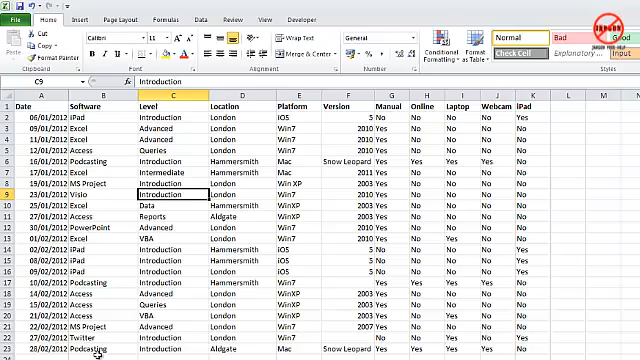 File Home Insert Page Layout Formulas Data Review View Developer
Cut Calibri 11 Wrap Text General Normal Bad Good
Copy
Paste Format Painter B I U Merge & Center % Conditional Formatting Format as Table Check Cell Explanatory ... Input
Clipboard Font Alignment Number Styles
C9 fx Introduction
A B C D E F G H I J K L M N
1 Date Software Level Location Platform Version Manual Online Laptop Webcam iPad
2 06/01/2012 iPad Introduction London iOS 5 No No No No Yes
3 09/01/2012 Excel Advanced London Win7 2010 Yes No No No No
4 11/01/2012 Excel Advanced London Win7 2010 Yes No No No No
5 12/01/2012 Access Queries London Win7 2010 Yes No No No No
6 16/01/2012 Podcasting Introduction Hammersmith Mac Snow Leopard Yes Yes Yes Yes No
7 17/01/2012 Excel Intermediate Hammersmith Mac 2011 Yes No No No No
8 19/01/2012 MS Project Introduction London Win XP 2003 Yes No No No No
9 23/01/2012 Visio Introduction London Win7 2010 Yes No Yes No No
10 25/01/2012 Excel Data Hammersmith WinXP 2003 Yes No No No No
11 27/01/2012 Access Reports Aldgate WinXP 2003 Yes No No No No
12 30/01/2012 PowerPoint Advanced London Win7 2010 Yes No No No No
13 01/02/2012 Excel VBA London Win7 2010 Yes No Yes No No
14 02/02/2012 iPad Introduction Hammersmith iOS 5 No No No No Yes
15 08/02/2012 iPad Introduction Hammersmith iOS 5 No No No No Yes
16 09/02/2012 iPad Introduction Hammersmith iOS 5 No No No No Yes
17 10/02/2012 Podcasting Introduction Hammersmith Win7 Yes Yes Yes Yes No
18 14/02/2012 Access Advanced London WinXP 2003 Yes No No No No
19 15/02/2012 Access Queries London WinXP 2003 Yes No No No No
20 21/02/2012 Access VBA London WinXP 2003 Yes No Yes No No
21 22/02/2012 MS Project Advanced London WinXP 2007 Yes No No No No
22 27/02/2012 Twitter Introduction London Win7 No No Yes No No
23 28/02/2012 Podcasting Introduction Aldgate Mac Snow Leopard Yes Yes Yes Yes No